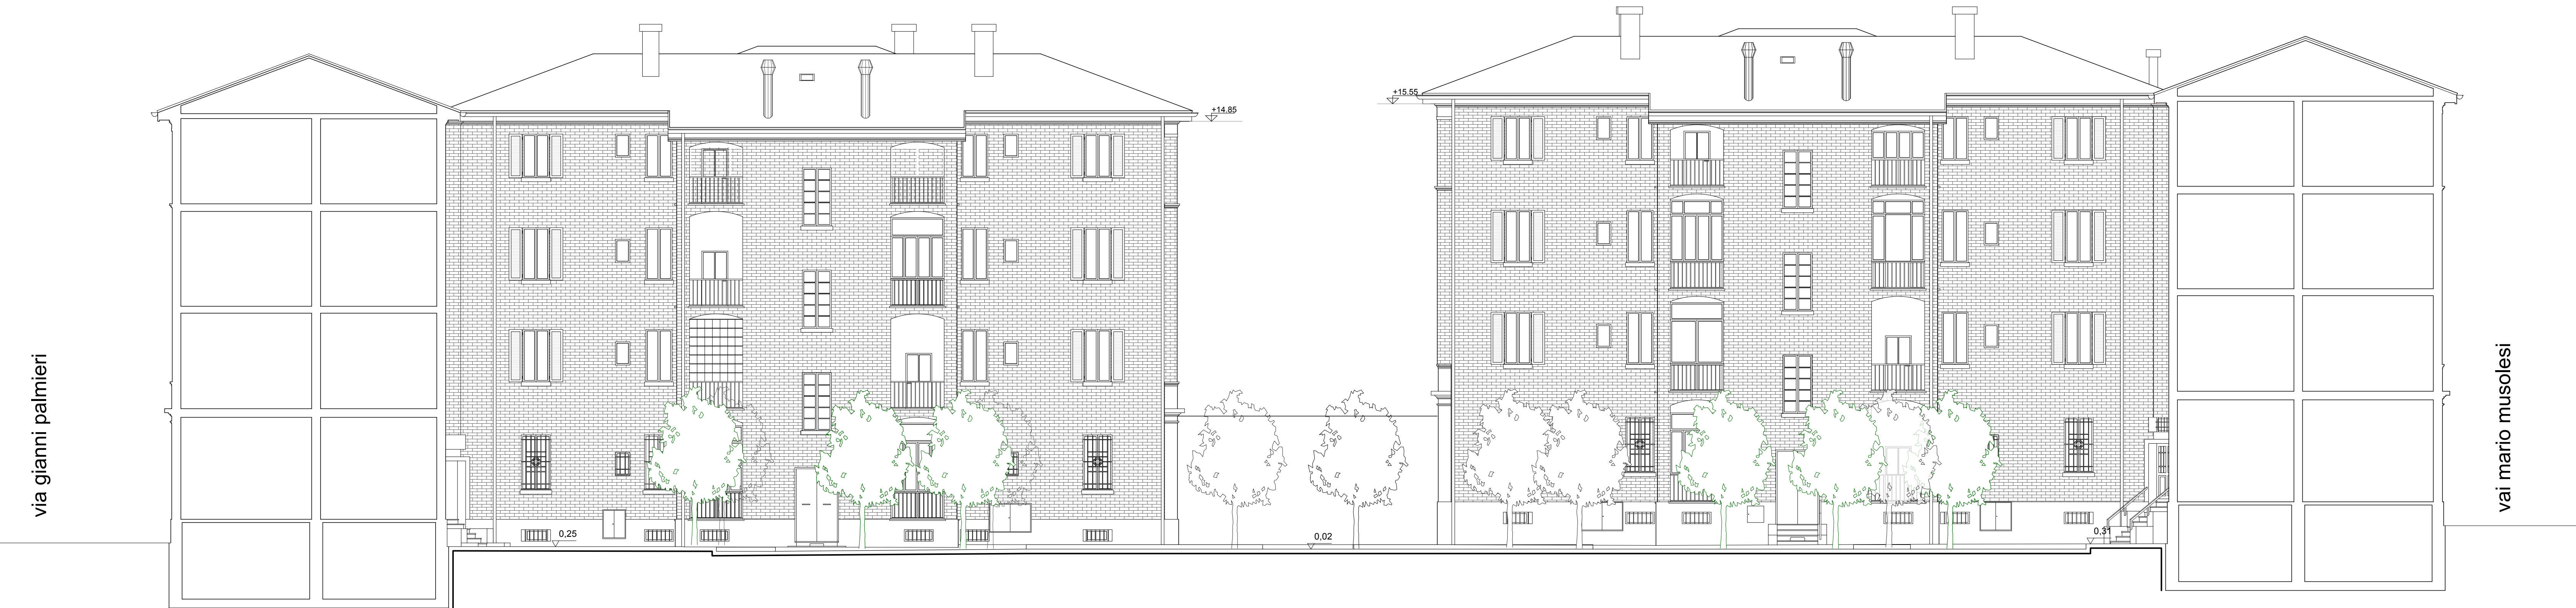 via gianni palmieri
+14.85
+15.55
0,25
0,02
0,31
vai mario musolesi